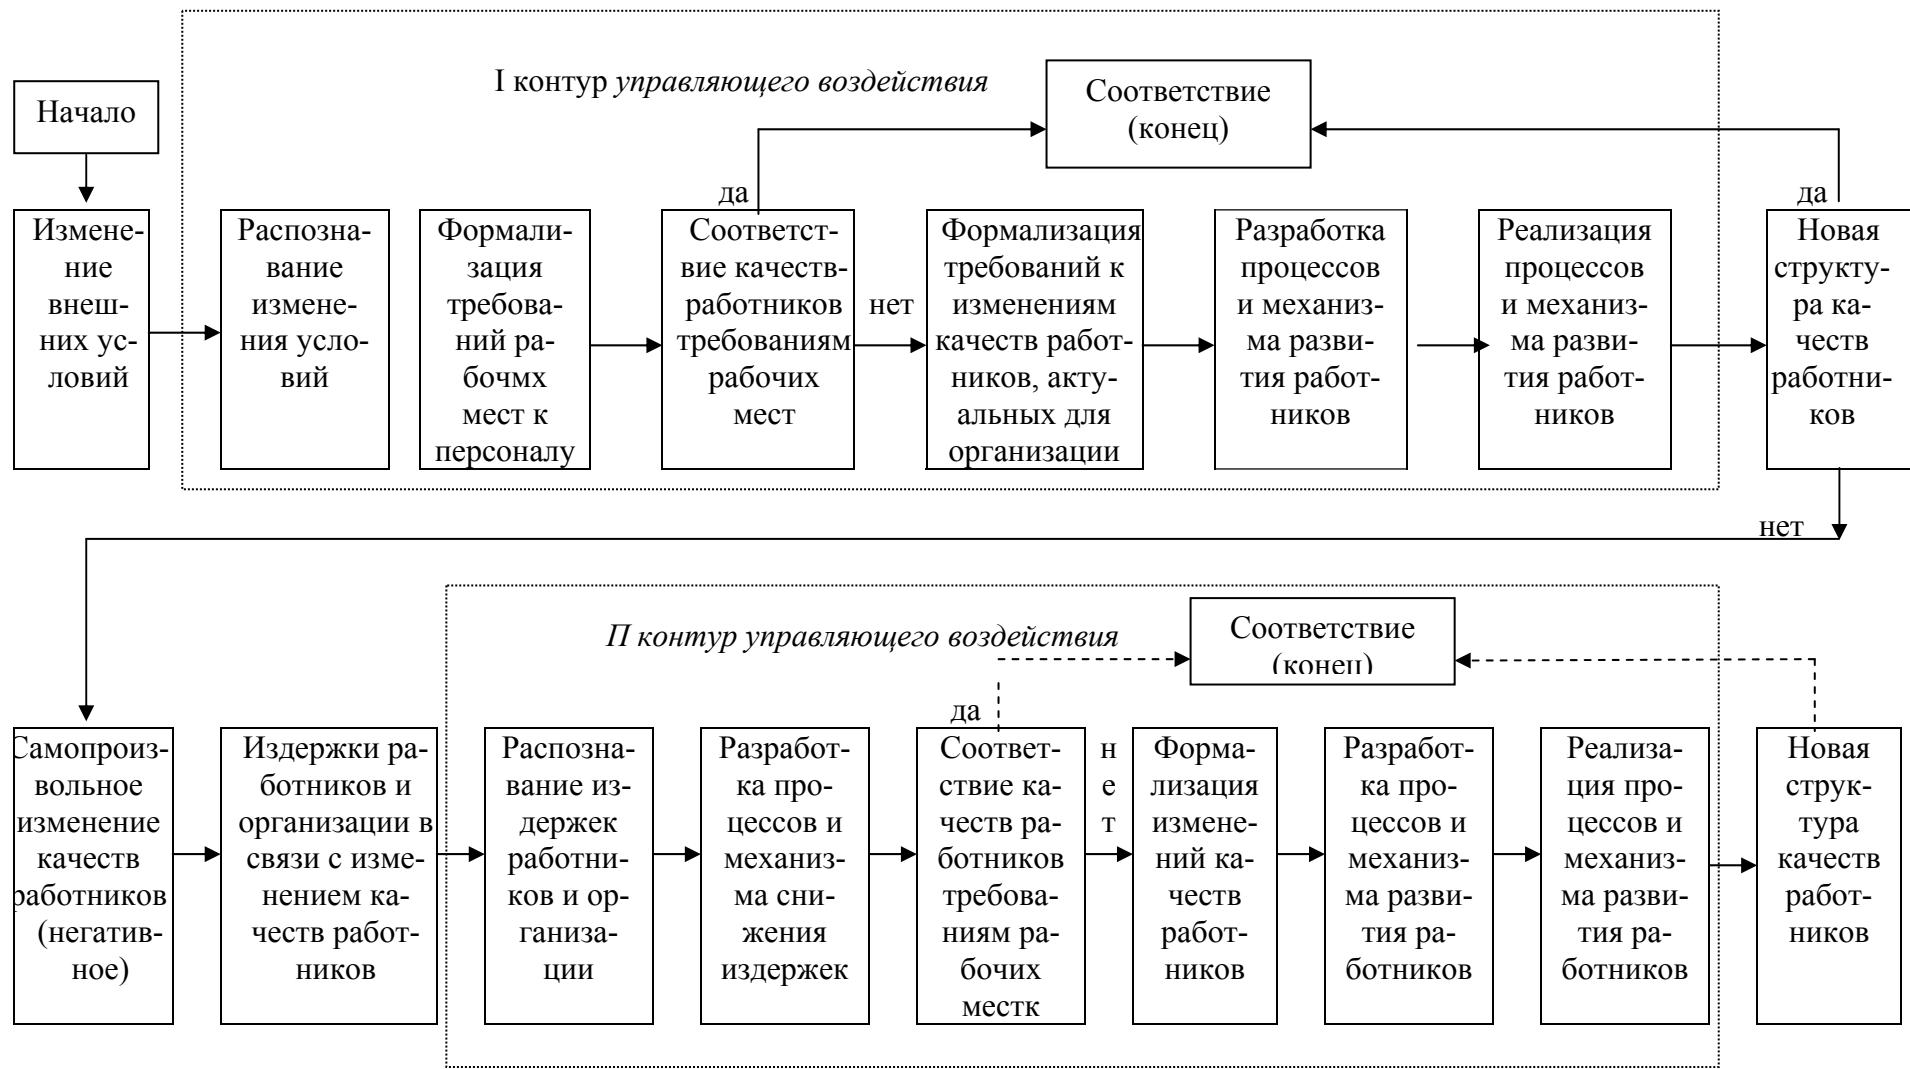 I контур управляющего воздействия
Соответствие
(конец)
Начало
да
да
Измене-
ние
внеш-
них ус-
ловий
Распозна-
вание
измене-
ния усло-
вий
Формали-
зация
требова-
ний ра-
бочмх
мест к
персоналу
Соответст-
вие качеств-
работников
требованиям
рабочих
мест
нет
Формализация
требований к
изменениям
качеств работ-
ников, акту-
альных для
организации
Разработка
процессов
и механиз-
ма разви-
тия работ-
ников
Реализация
процессов
и механиз-
ма разви-
тия работ-
ников
Новая
структу-
ра ка-
честв
работни-
ков
нет
П контур управляющего воздействия
Соответствие
(конец)
да
Самопроиз-
вольное
изменение
качеств
работников
(негатив-
ное)
Издержки ра-
ботников и
организации в
связи с изме-
нением ка-
честв работ-
ников
Распозна-
вание из-
держек
работни-
ков и ор-
ганиза-
ции
Разработ-
ка про-
цессов и
механиз-
ма сни-
жения
издержек
Соответ-
ствие ка-
честв ра-
ботников
требова-
ниям ра-
бочих
местк
н
е
т
Форма-
лизация
измене-
ний ка-
честв
работ-
ников
Разработ-
ка про-
цессов и
механиз-
ма разви-
тия ра-
ботников
Реализа-
ция про-
цессов и
механиз-
ма разви-
тия ра-
ботников
Новая
струк-
тура
качеств
работ-
ников